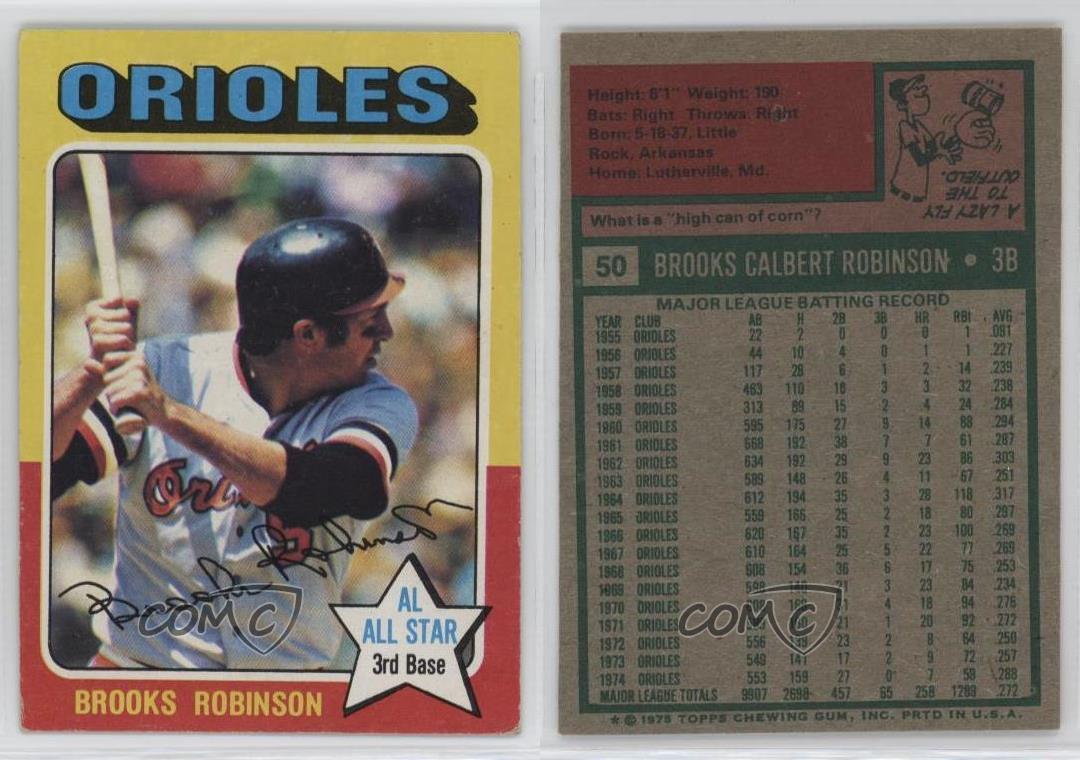 ORIOLES
Ori
Brooks Robinson
COMC
AL
ALL STAR
3rd Base
BROOKS ROBINSON
Height: 6'1" Weight: 190
Bats: Right Throws: Right
Born: 5-18-37, Little
Rock, Arkansas
Home: Lutherville, Md.
A LAZY FLY
TO THE
OUTFIELD.
What is a "high can of corn"?
50 BROOKS CALBERT ROBINSON • 3B
MAJOR LEAGUE BATTING RECORD
YEAR CLUB AB H 2B 3B HR RBI AVG
1955 ORIOLES 22 2 0 0 0 1 .091
1956 ORIOLES 44 10 4 0 1 1 .227
1957 ORIOLES 117 28 6 1 2 14 .239
1958 ORIOLES 463 110 16 3 3 32 .238
1959 ORIOLES 313 89 15 2 4 24 .284
1960 ORIOLES 595 175 27 9 14 88 .294
1961 ORIOLES 668 192 38 7 7 61 .287
1962 ORIOLES 634 192 29 9 23 86 .303
1963 ORIOLES 589 148 26 4 11 67 .251
1964 ORIOLES 612 194 35 3 28 118 .317
1965 ORIOLES 559 166 25 2 18 80 .297
1966 ORIOLES 620 167 35 2 23 100 .269
1967 ORIOLES 610 164 25 5 22 77 .269
1968 ORIOLES 608 154 36 6 17 75 .253
1969 ORIOLES 598 140 21 3 23 84 .234
1970 ORIOLES 168 31 4 18 94 .276
1971 ORIOLES 1 20 92 .272
1972 ORIOLES 556 139 23 2 8 64 .250
1973 ORIOLES 549 141 17 2 9 72 .257
1974 ORIOLES 553 159 27 0 7 59 .288
MAJOR LEAGUE TOTALS 9907 2698 457 65 258 1289 .272
COMC
* © 1975 TOPPS CHEWING GUM, INC. PRTD IN U.S.A.